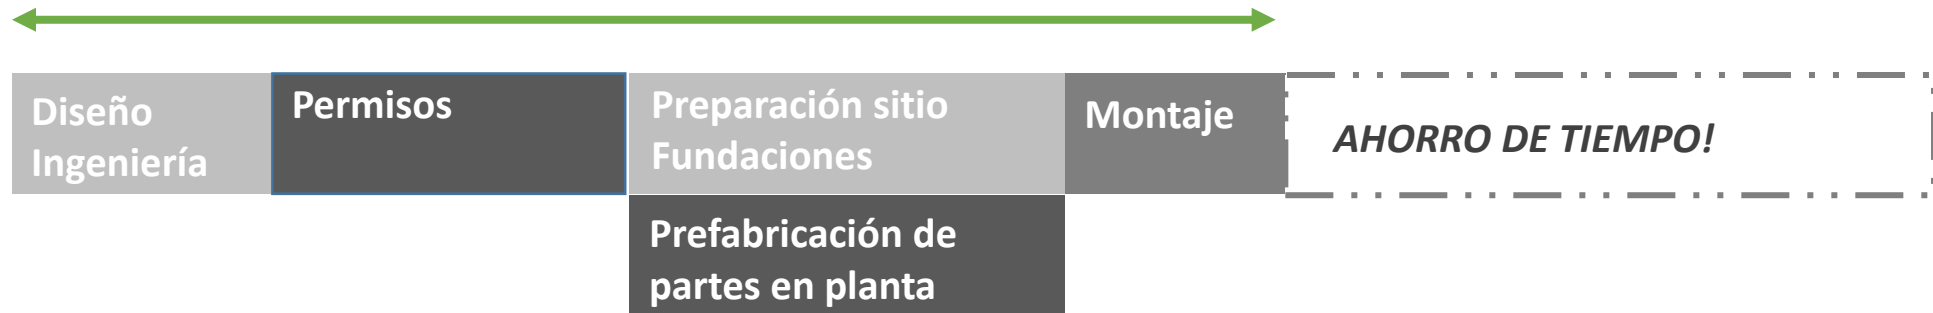 Diseño
Ingeniería
Permisos
Preparación sitio
Fundaciones
Montaje
AHORRO DE TIEMPO!
Prefabricación de
partes en planta